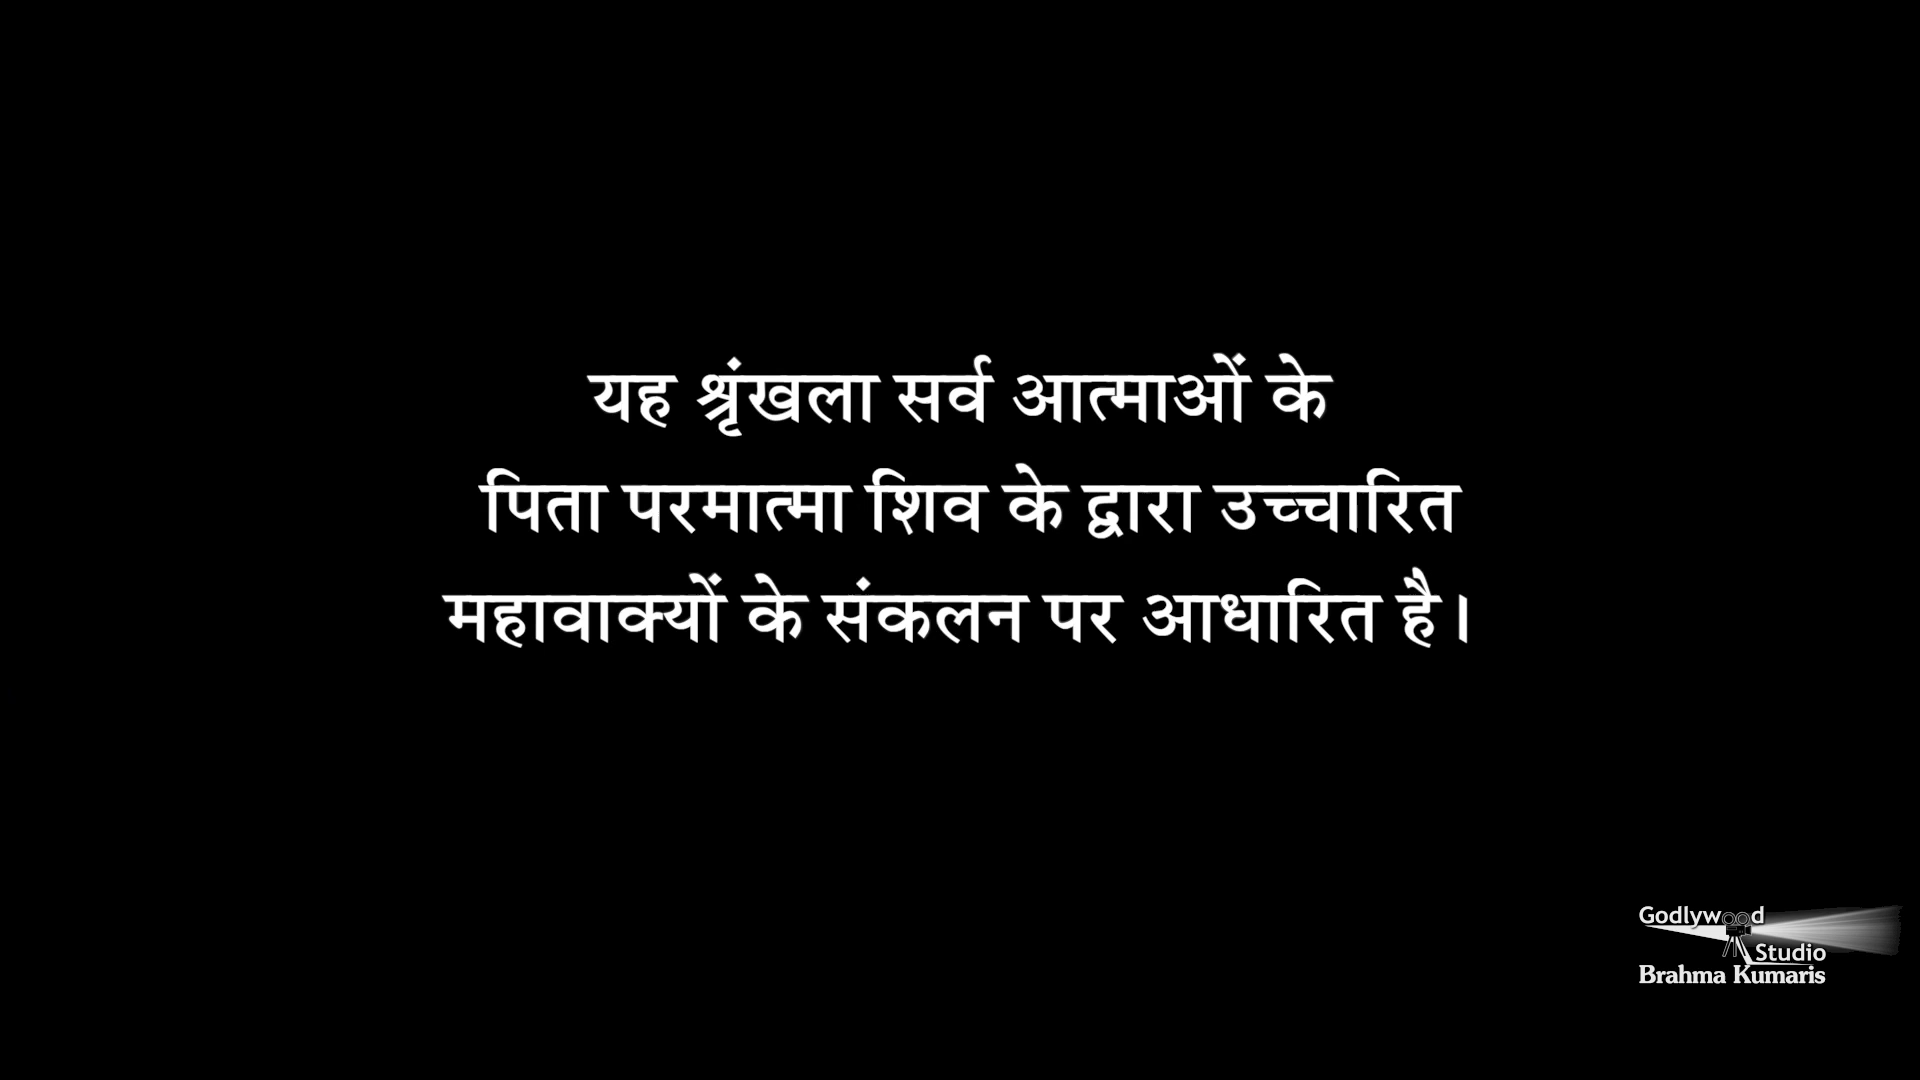 यह श्रृंखला सर्व आत्माओं के
पिता परमात्मा शिव के द्वारा उच्चारित
महावाक्यों के संकलन पर आधारित है।
Godlywood
Studio
Brahma Kumaris